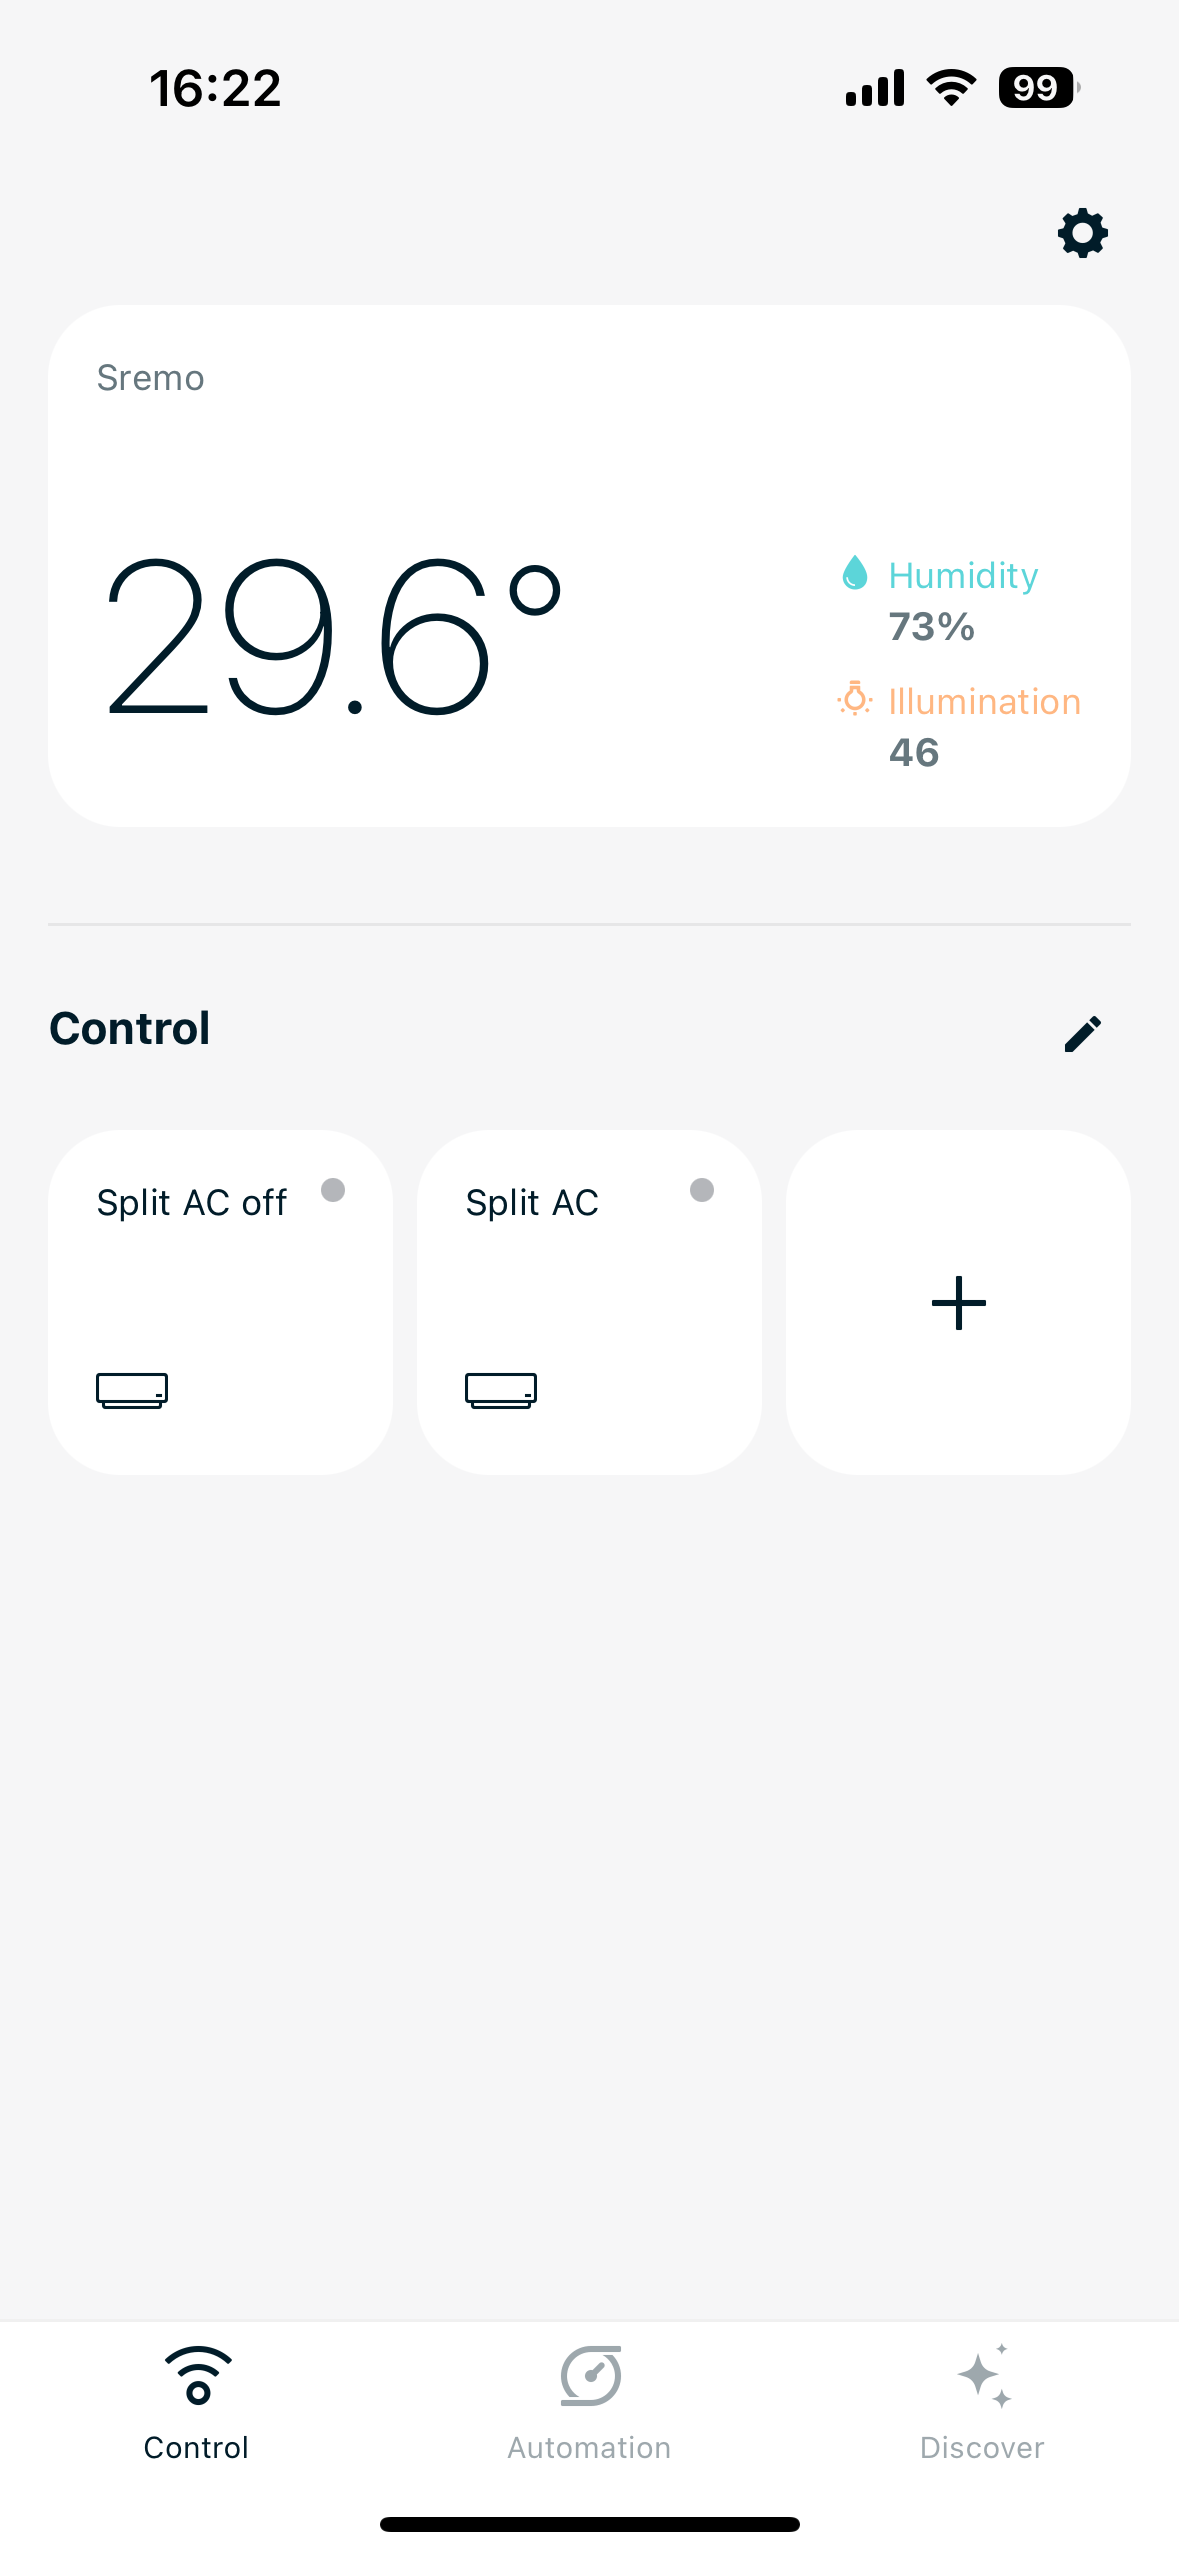 16:22
99
Sremo
29.6°
Humidity
73%
Illumination
46
Control
Split AC off
Split AC
Control
Automation
Discover